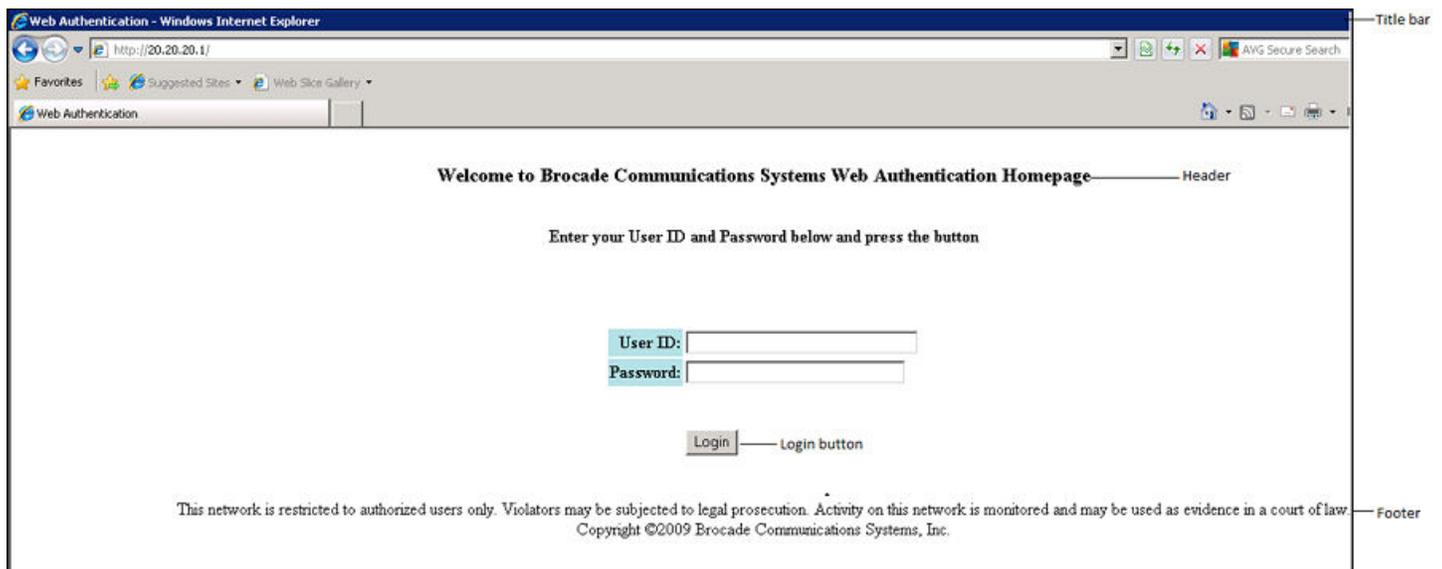 Web Authentication - Windows Internet Explorer
Title bar
http://20.20.20.1/
AVG Secure Search
Favorites Suggested Sites Web Slice Gallery
Web Authentication
Welcome to Brocade Communications Systems Web Authentication Homepage
Header
Enter your User ID and Password below and press the button
User ID:
Password:
Login
Login button
This network is restricted to authorized users only. Violators may be subjected to legal prosecution. Activity on this network is monitored and may be used as evidence in a court of law.
Footer
Copyright ©2009 Brocade Communications Systems, Inc.